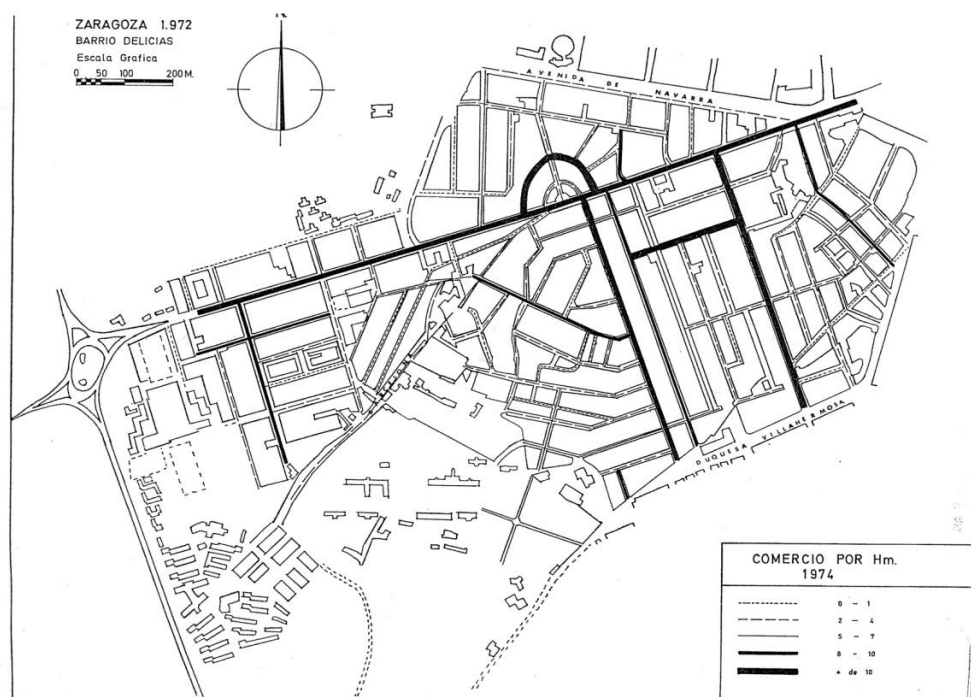 ZARAGOZA 1.972
BARRIO DELICIAS
Escala Grafica
0 50 100 200 M.
N
AVENIDA DE NAVARRA
DUQUESA VILLAHERMOSA
COMERCIO POR Hm.
1974
0 - 1
2 - 4
5 - 7
8 - 10
+ de 10